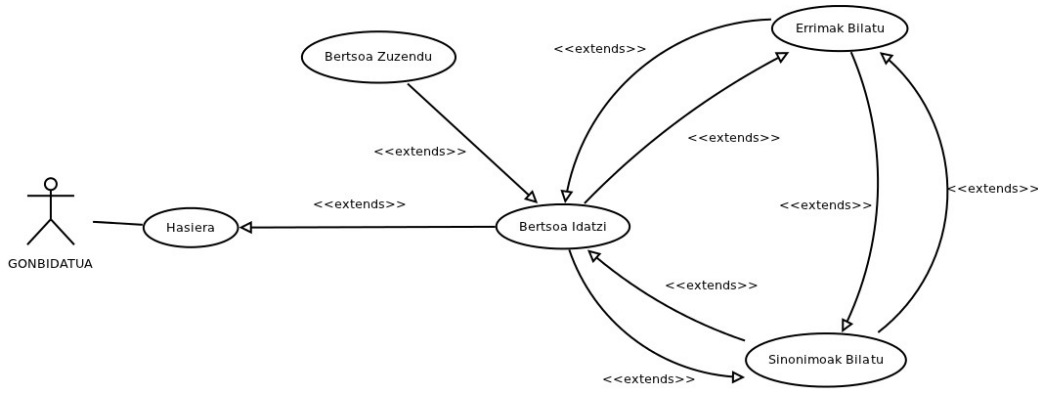 Errimak Bilatu
<<extends>>
Bertsoa Zuzendu
<<extends>>
<<extends>>
<<extends>>
<<extends>>
<<extends>>
Hasiera
Bertsoa Idatzi
GONBIDATUA
<<extends>>
Sinonimoak Bilatu
<<extends>>